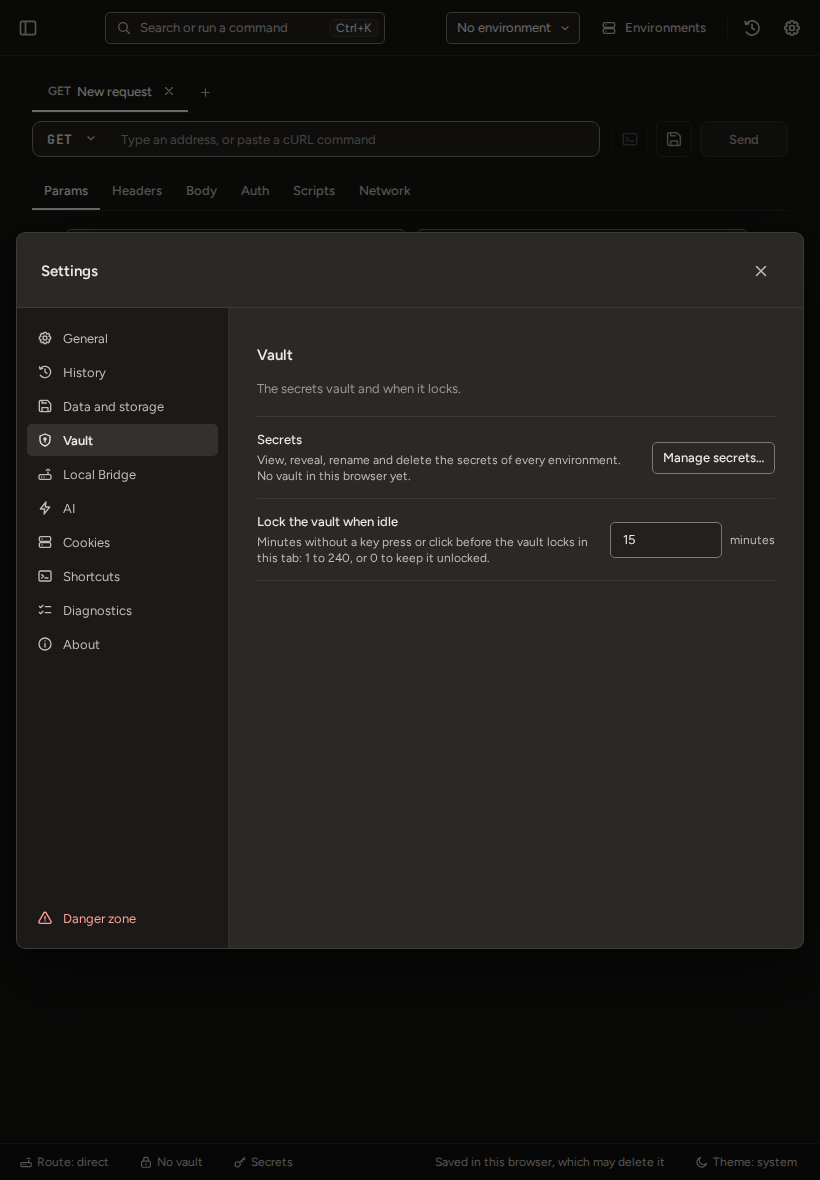 Search or run a command
Ctrl+K
No environment
Environments
GET New request
GET
Type an address, or paste a cURL command
Send
Params
Headers
Body
Auth
Scripts
Network
Settings
General
History
Data and storage
Vault
Local Bridge
AI
Cookies
Shortcuts
Diagnostics
About
Danger zone
Vault
The secrets vault and when it locks.
Secrets
View, reveal, rename and delete the secrets of every environment.
No vault in this browser yet.
Manage secrets...
Lock the vault when idle
Minutes without a key press or click before the vault locks in
this tab: 1 to 240, or 0 to keep it unlocked.
15
minutes
Route: direct
No vault
Secrets
Saved in this browser, which may delete it
Theme: system